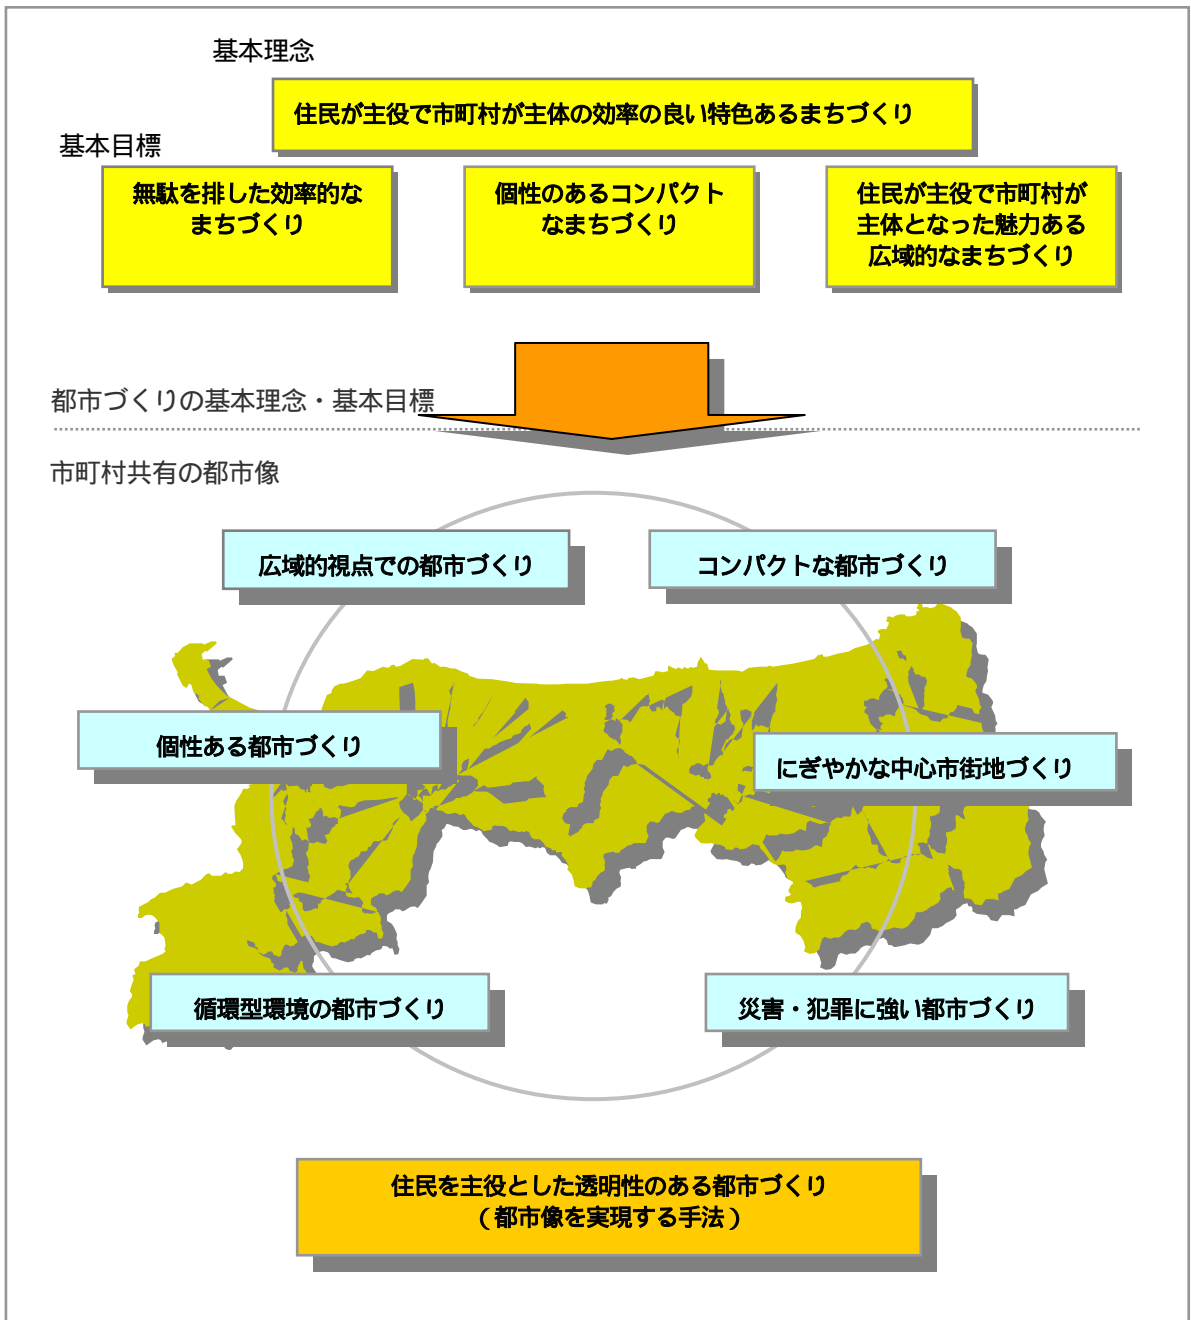 基本理念
住民が主役で市町村が主体の効率の良い特色あるまちづくり
基本目標
無駄を排した効率的な
まちづくり
個性のあるコンパクト
なまちづくり
住民が主役で市町村が
主体となった魅力ある
広域的なまちづくり
都市づくりの基本理念・基本目標
市町村共有の都市像
広域的視点での都市づくり
コンパクトな都市づくり
個性ある都市づくり
にぎやかな中心市街地づくり
循環型環境の都市づくり
災害・犯罪に強い都市づくり
住民を主役とした透明性のある都市づくり
（都市像を実現する手法）